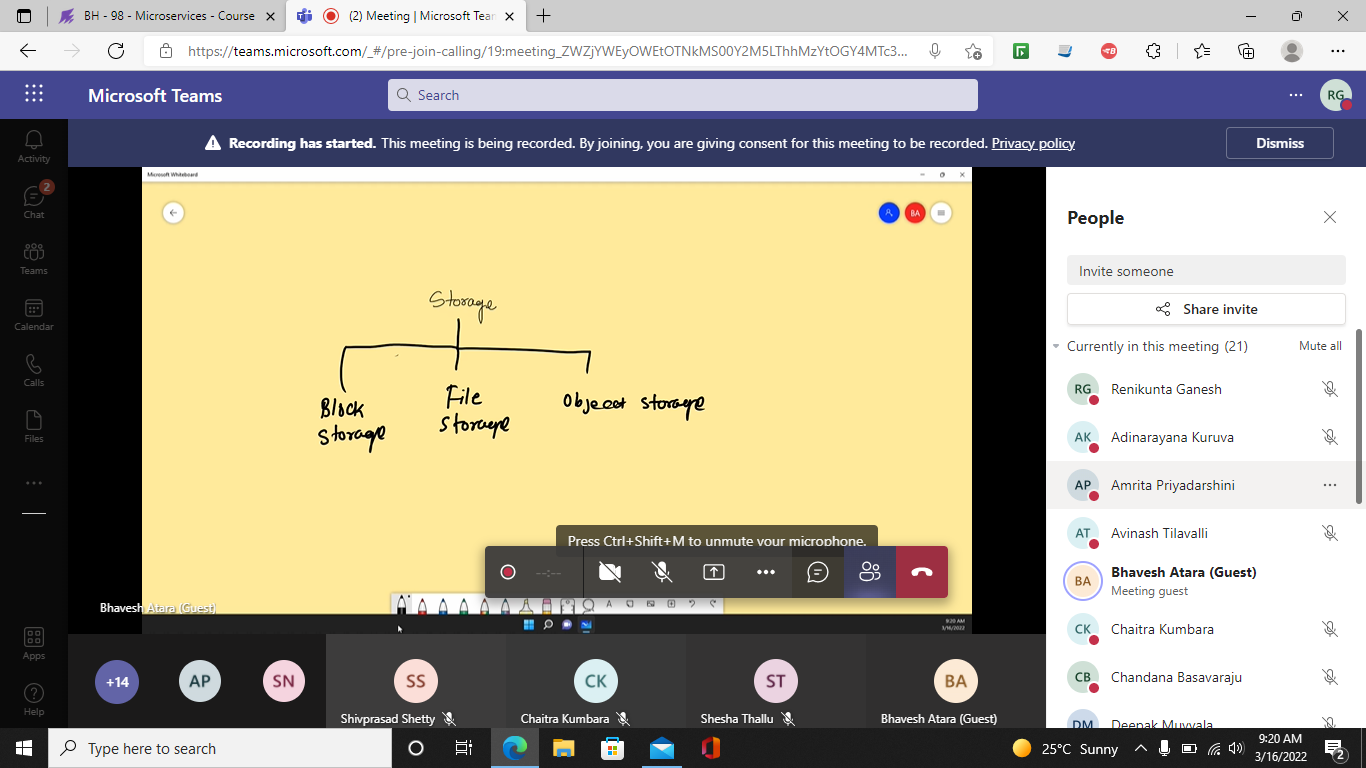 BH - 98 - Microservices - Course
(2) Meeting | Microsoft Tea
https://teams.microsoft.com/_#/pre-join-calling/19:meeting_ZWZjYWEyOWEtOTNkMS00Y2M5LThhMzYtOGY4MTc3...
Microsoft Teams
Search
RG
Recording has started. This meeting is being recorded. By joining, you are giving consent for this meeting to be recorded. Privacy policy
Dismiss
Activity
Chat
2
Teams
Calendar
Calls
Files
Apps
Help
Microsoft Whiteboard
BA
Storage
Block
Storage
File
Storage
Object Storage
Press Ctrl+Shift+M to unmute your microphone.
--:--
Bhavesh Atara (Guest)
9:20 AM
3/16/2022
People
Invite someone
Share invite
Currently in this meeting (21)
Mute all
RG Renikunta Ganesh
AK Adinarayana Kuruva
AP Amrita Priyadarshini
AT Avinash Tilavalli
BA Bhavesh Atara (Guest)
Meeting guest
CK Chaitra Kumbara
CB Chandana Basavaraju
DM Deepak Muvvala
+14
AP
SN
SS
Shivprasad Shetty
CK
Chaitra Kumbara
ST
Shesha Thallu
BA
Bhavesh Atara (Guest)
Type here to search
25°C Sunny
9:20 AM
3/16/2022
2